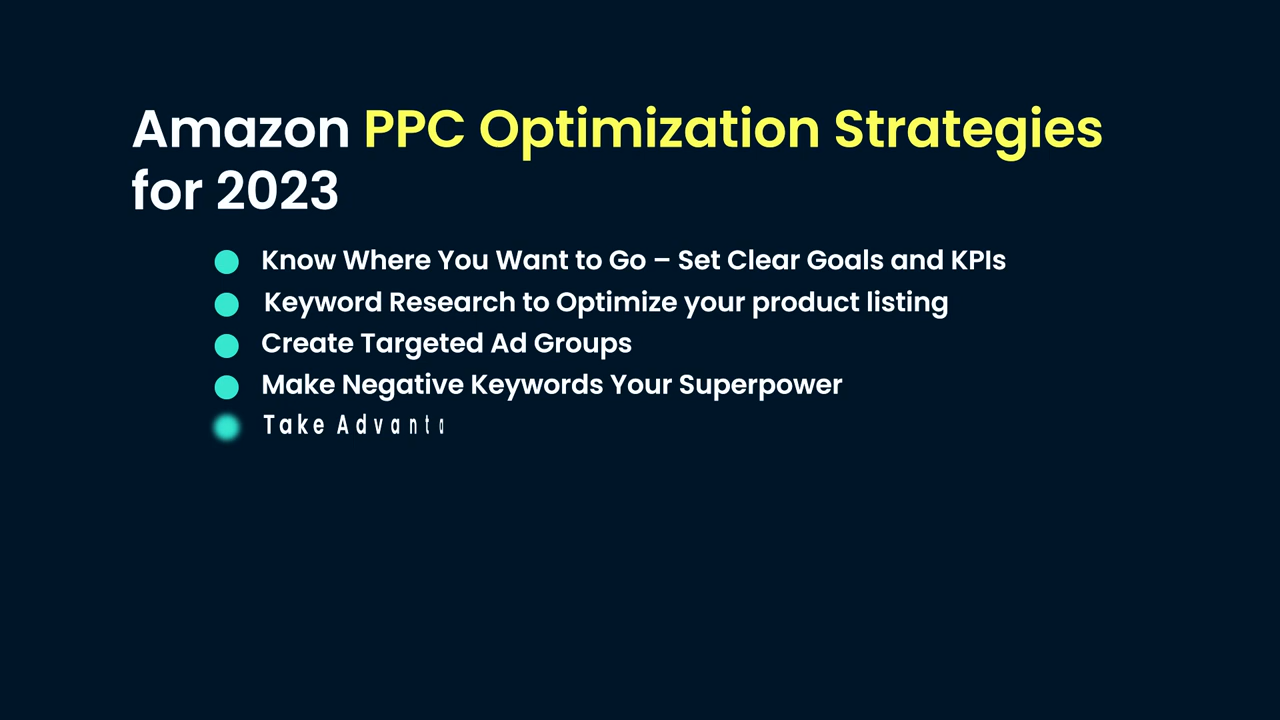 Amazon PPC Optimization Strategies
for 2023
Know Where You Want to Go – Set Clear Goals and KPIs
Keyword Research to Optimize your product listing
Create Targeted Ad Groups
Make Negative Keywords Your Superpower
Take Advanta